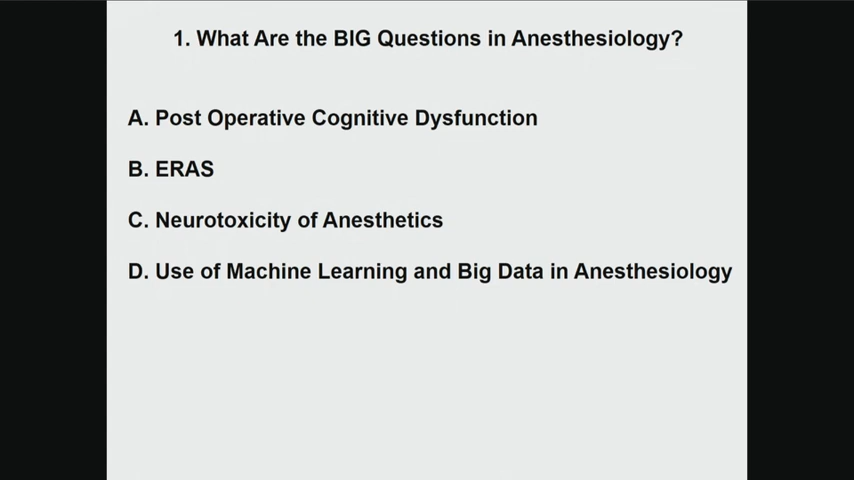 1. What Are the BIG Questions in Anesthesiology?
A. Post Operative Cognitive Dysfunction
B. ERAS
C. Neurotoxicity of Anesthetics
D. Use of Machine Learning and Big Data in Anesthesiology